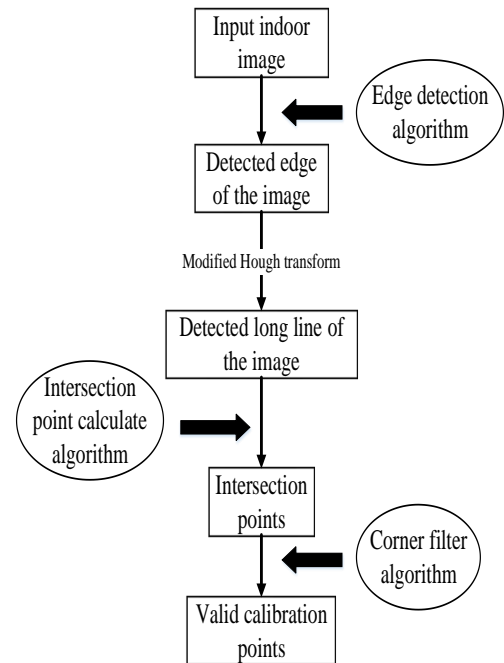 Input indoor
image
Edge detection
algorithm
Detected edge
of the image
Modified Hough transform
Detected long line of
the image
Intersection
point calculate
algorithm
Intersection
points
Corner filter
algorithm
Valid calibration
points